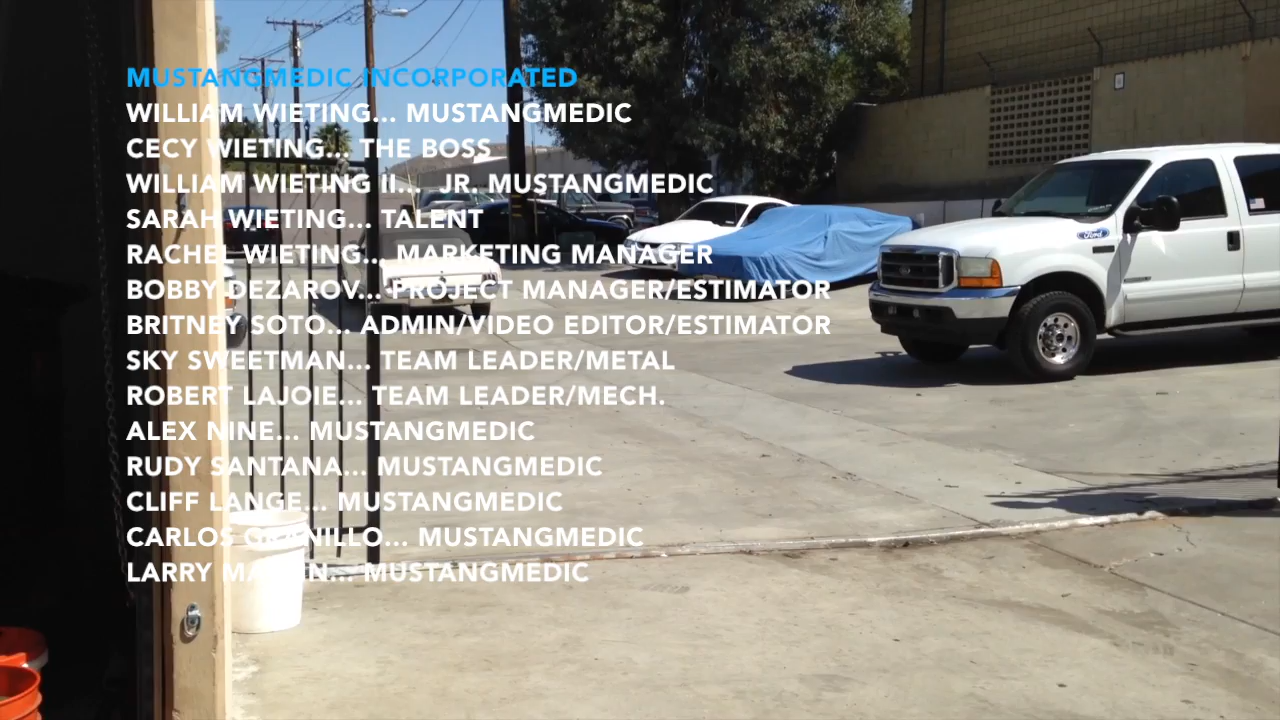 MUSTANGMEDIC INCORPORATED
WILLIAM WIETING... MUSTANGMEDIC
CECY WIETING... THE BOSS
WILLIAM WIETING II... JR. MUSTANGMEDIC
SARAH WIETING... TALENT
RACHEL WIETING... MARKETING MANAGER
BOBBY DEZAROV... PROJECT MANAGER/ESTIMATOR
BRITNEY SOTO... ADMIN/VIDEO EDITOR/ESTIMATOR
SKY SWEETMAN... TEAM LEADER/METAL
ROBERT LAJOIE... TEAM LEADER/MECH.
ALEX NINE... MUSTANGMEDIC
RUDY SANTANA... MUSTANGMEDIC
CLIFF LANGE... MUSTANGMEDIC
CARLOS GRANILLO... MUSTANGMEDIC
LARRY MUSTANGMEDIC
Ford